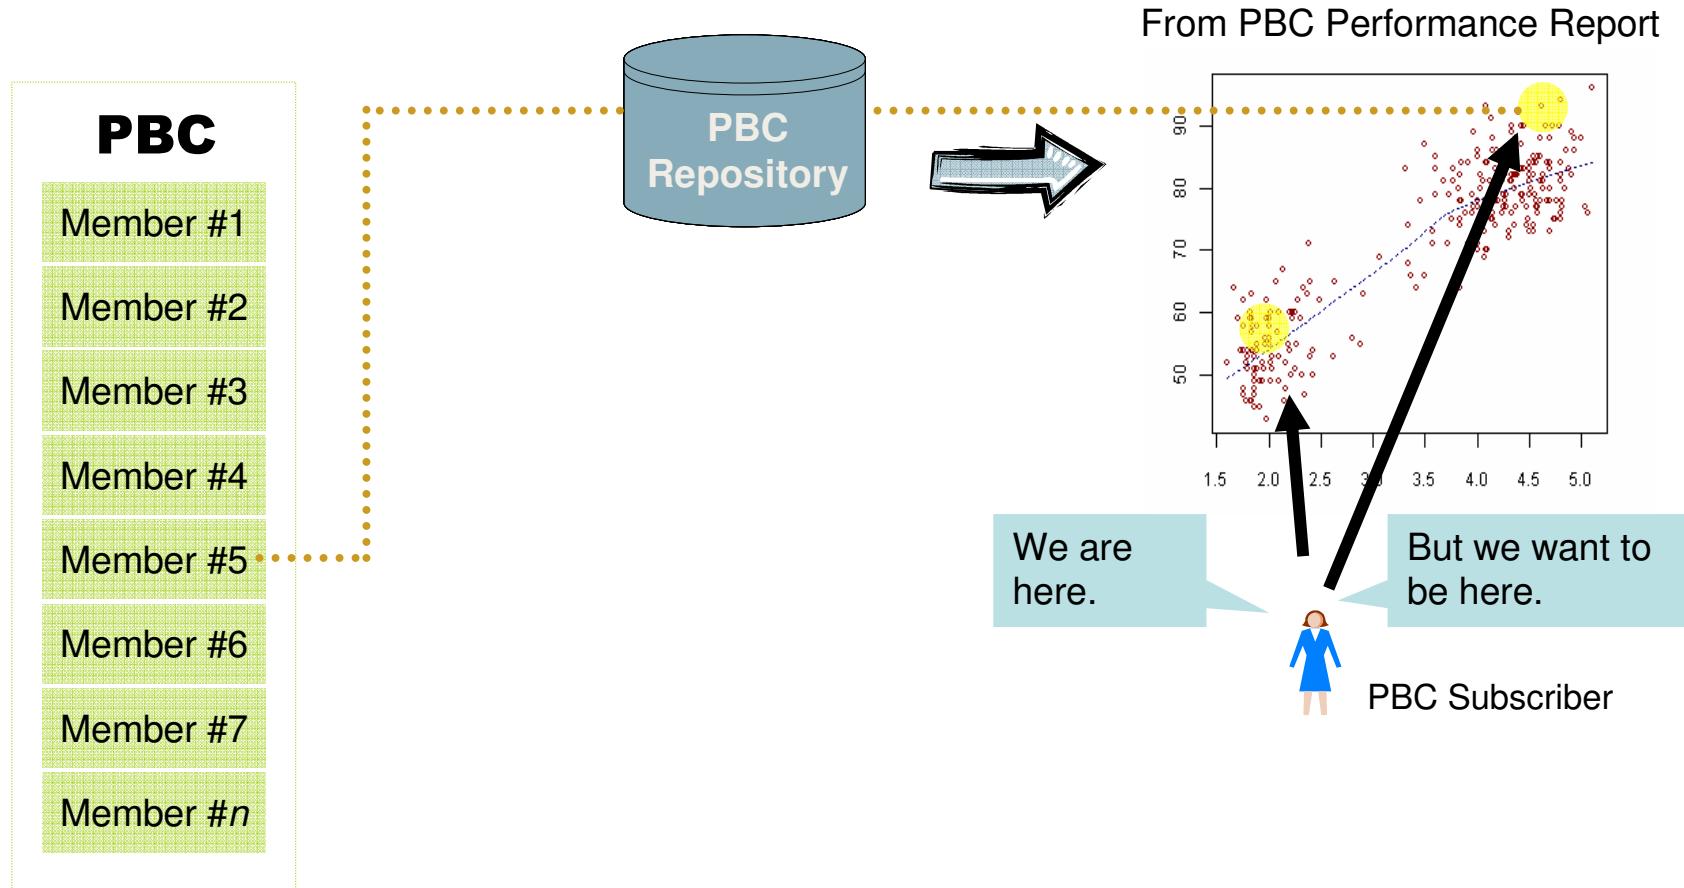 From PBC Performance Report
PBC
Member #1
Member #2
Member #3
Member #4
Member #5
Member #6
Member #7
Member #n
PBC
Repository
90
80
70
60
50
1.5 2.0 2.5 3.0 3.5 4.0 4.5 5.0
We are
here.
But we want to
be here.
PBC Subscriber